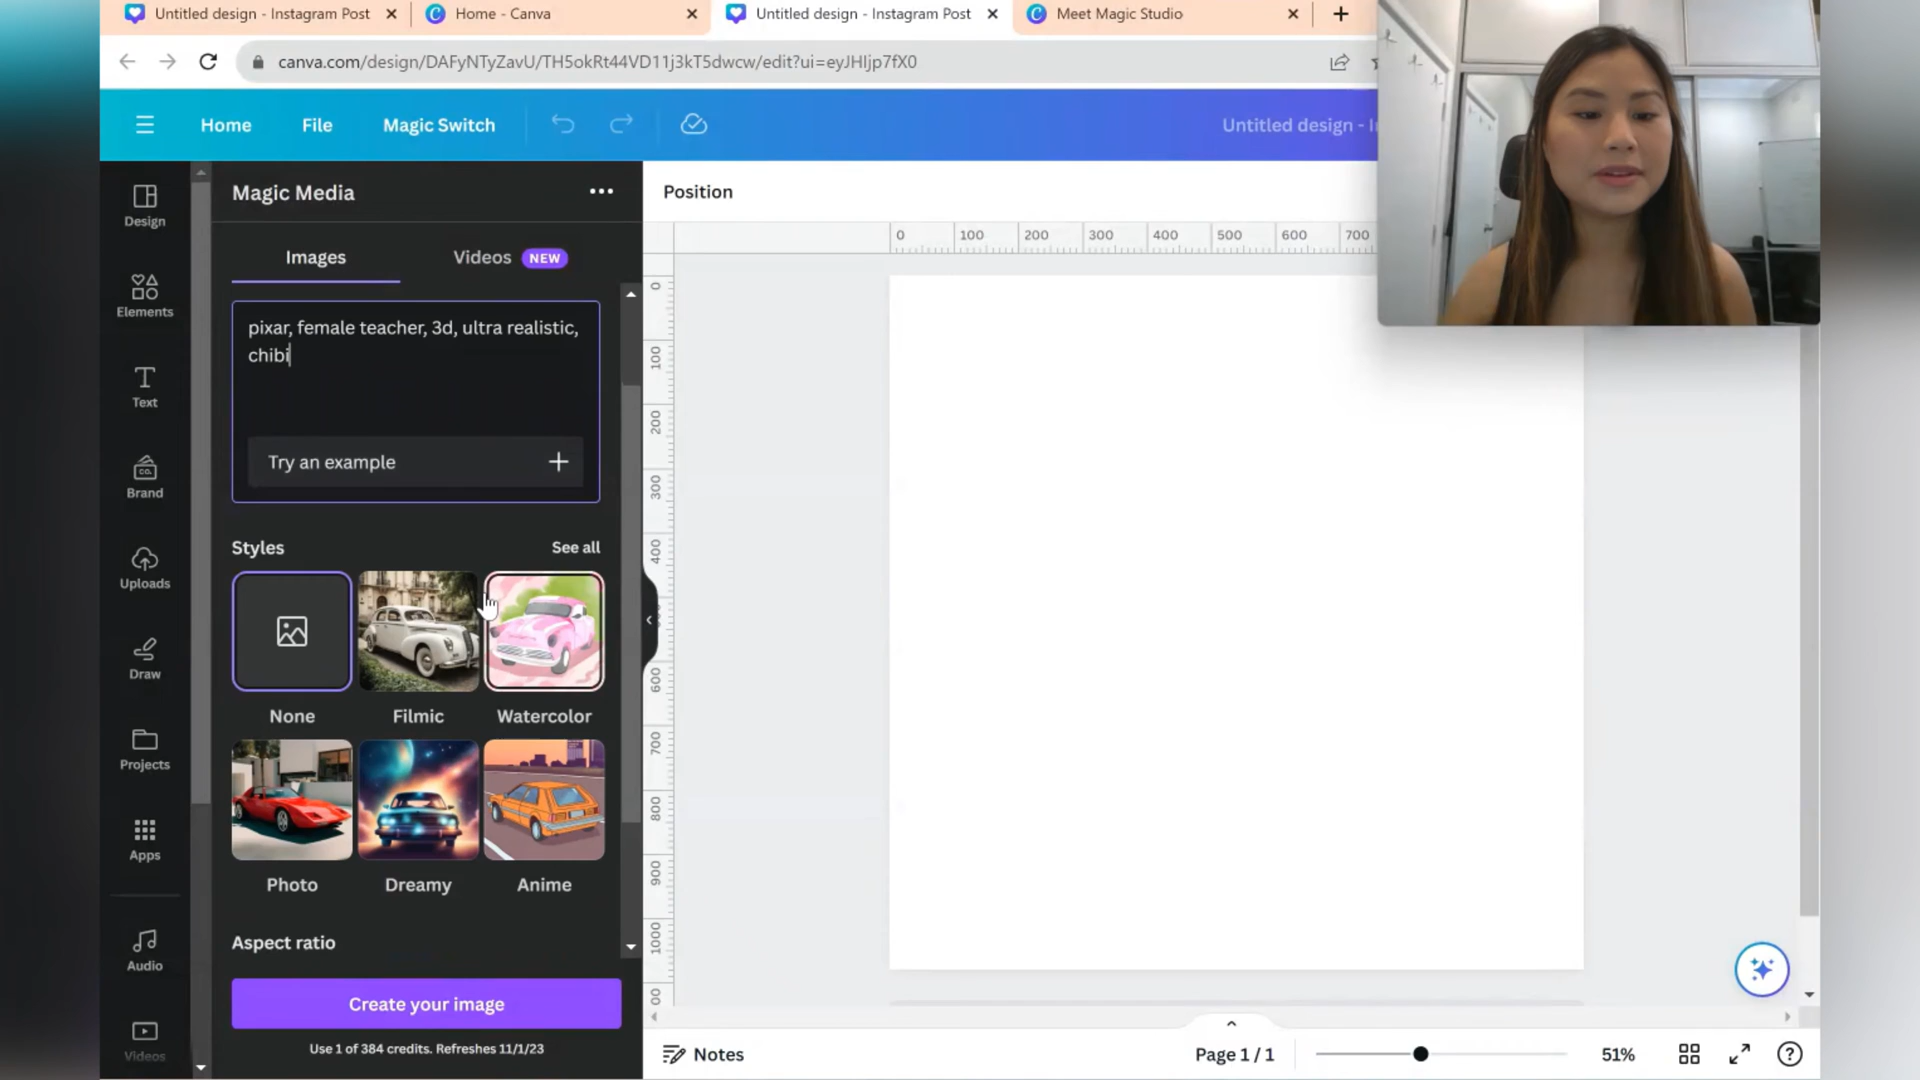 Untitled design - Instagram Post
Home - Canva
Untitled design - Instagram Post
Meet Magic Studio
canva.com/design/DAFyNTyZavU/TH5okRt44VD11j3kT5dwcw/edit?ui=eyJHIjp7fX0
Home
File
Magic Switch
Untitled design - I
Design
Elements
Text
CO.
Brand
Uploads
Draw
Projects
Apps
Audio
Videos
Magic Media
Images
Videos
NEW
pixar, female teacher, 3d, ultra realistic,
chibi
Try an example
Styles
See all
None
Filmic
Watercolor
Photo
Dreamy
Anime
Aspect ratio
Create your image
Use 1 of 384 credits. Refreshes 11/1/23
Position
0 100 200 300 400 500 600 700
0
100
200
300
400
600
700
800
900
1000
00
Notes
Page 1 / 1
51%